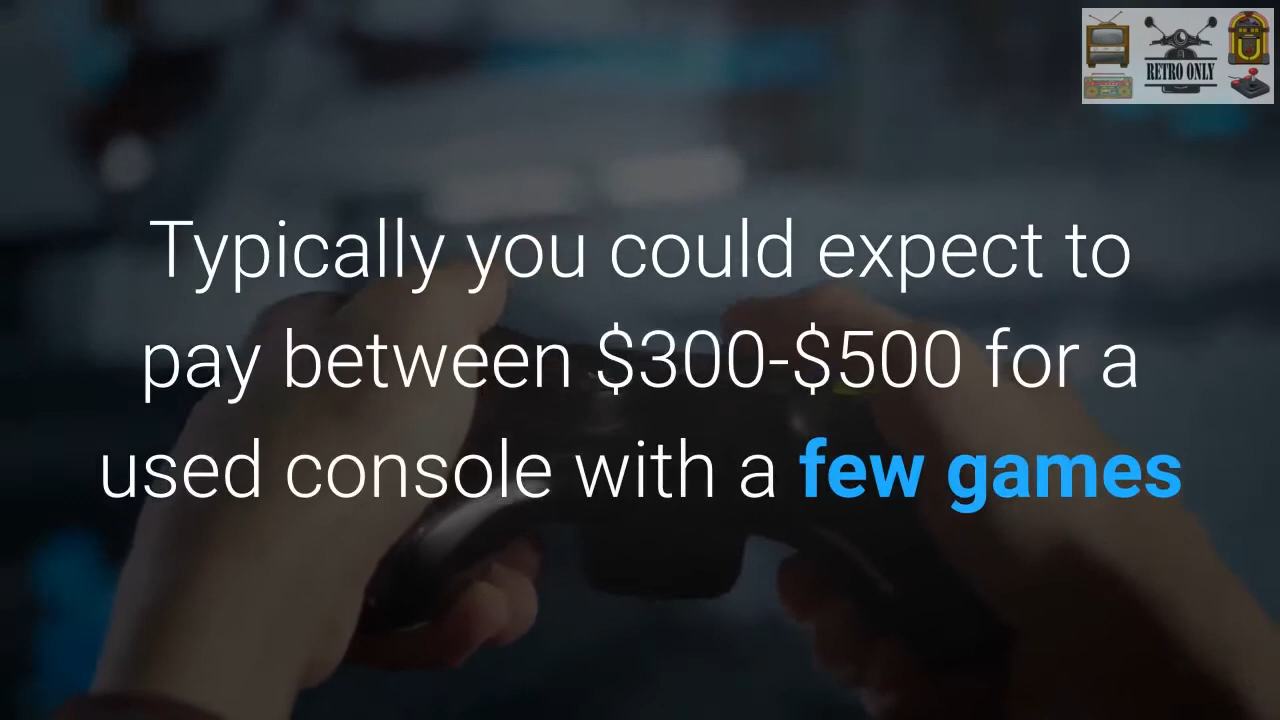 RETRO ONLY
Typically you could expect to
pay between $300-$500 for a
used console with a few games